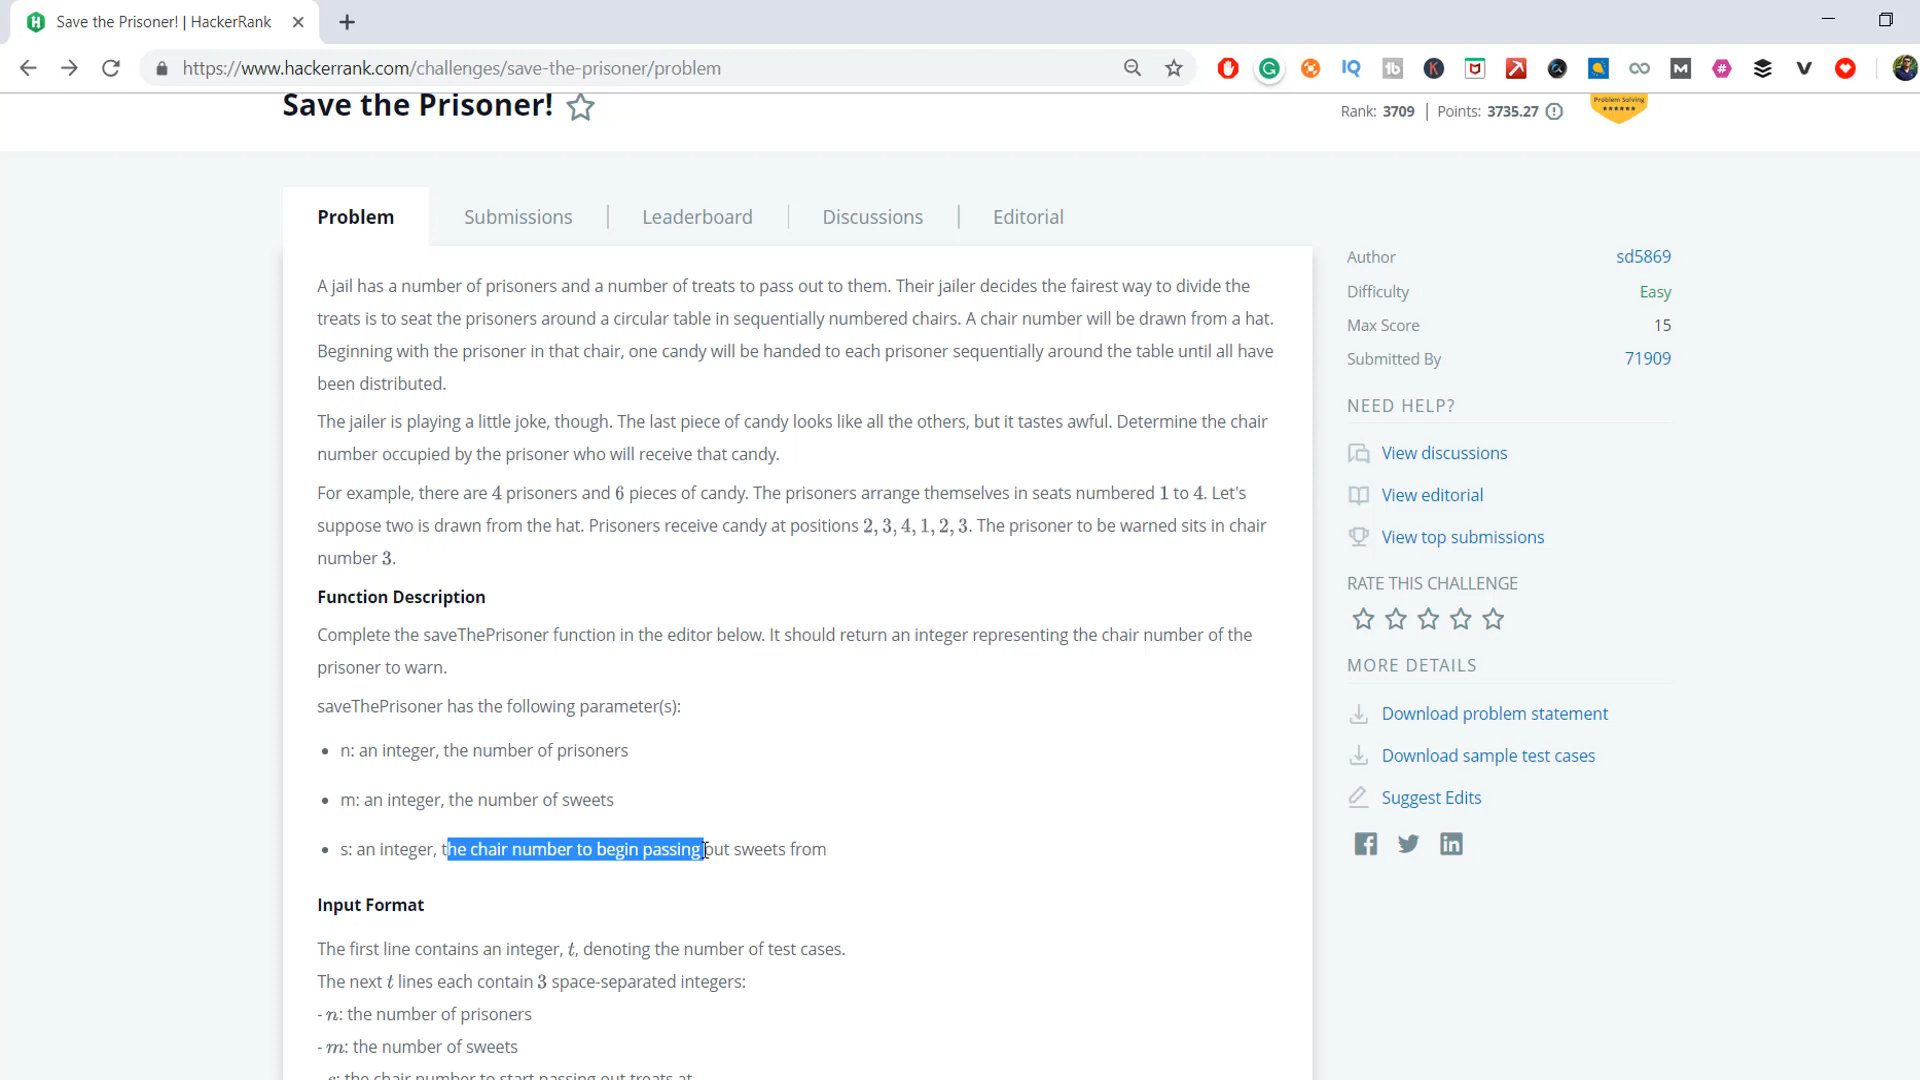 Save the Prisoner! | HackerRank
https://www.hackerrank.com/challenges/save-the-prisoner/problem
Save the Prisoner!
Rank: 3709 | Points: 3735.27
Problem Solving
Problem
Submissions
Leaderboard
Discussions
Editorial
A jail has a number of prisoners and a number of treats to pass out to them. Their jailer decides the fairest way to divide the
treats is to seat the prisoners around a circular table in sequentially numbered chairs. A chair number will be drawn from a hat.
Beginning with the prisoner in that chair, one candy will be handed to each prisoner sequentially around the table until all have
been distributed.
The jailer is playing a little joke, though. The last piece of candy looks like all the others, but it tastes awful. Determine the chair
number occupied by the prisoner who will receive that candy.
For example, there are 4 prisoners and 6 pieces of candy. The prisoners arrange themselves in seats numbered 1 to 4. Let's
suppose two is drawn from the hat. Prisoners receive candy at positions 2, 3, 4, 1, 2, 3. The prisoner to be warned sits in chair
number 3.
Function Description
Complete the saveThePrisoner function in the editor below. It should return an integer representing the chair number of the
prisoner to warn.
saveThePrisoner has the following parameter(s):
• n: an integer, the number of prisoners
• m: an integer, the number of sweets
• s: an integer, the chair number to begin passing out sweets from
Input Format
The first line contains an integer, t, denoting the number of test cases.
The next t lines each contain 3 space-separated integers:
- n: the number of prisoners
- m: the number of sweets
- s: the chair number to start passing out treats at
Author sd5869
Difficulty Easy
Max Score 15
Submitted By 71909
NEED HELP?
View discussions
View editorial
View top submissions
RATE THIS CHALLENGE
MORE DETAILS
Download problem statement
Download sample test cases
Suggest Edits